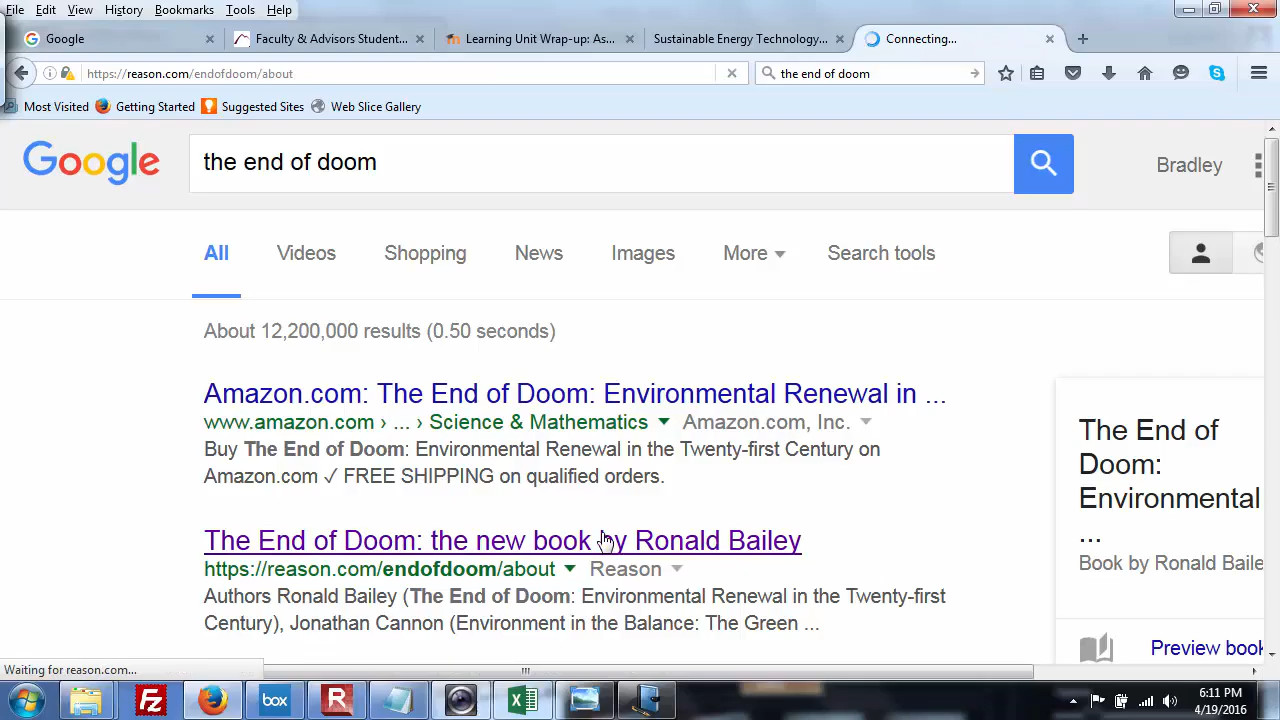 File Edit View History Bookmarks Tools Help
Google Faculty & Advisors Student... Learning Unit Wrap-up: As... Sustainable Energy Technology... Connecting...
https://reason.com/endofdoom/about the end of doom
Most Visited Getting Started Suggested Sites Web Slice Gallery
Google the end of doom Bradley
All Videos Shopping News Images More Search tools
About 12,200,000 results (0.50 seconds)
Amazon.com: The End of Doom: Environmental Renewal in ...
www.amazon.com › ... › Science & Mathematics Amazon.com, Inc.
Buy The End of Doom: Environmental Renewal in the Twenty-first Century on
Amazon.com ✓ FREE SHIPPING on qualified orders.
The End of Doom: the new book by Ronald Bailey
https://reason.com/endofdoom/about Reason
Authors Ronald Bailey (The End of Doom: Environmental Renewal in the Twenty-first
Century), Jonathan Cannon (Environment in the Balance: The Green ...
The End of
Doom:
Environmental
...
Book by Ronald Baile
Preview book
Waiting for reason.com...
box
6:11 PM
4/19/2016